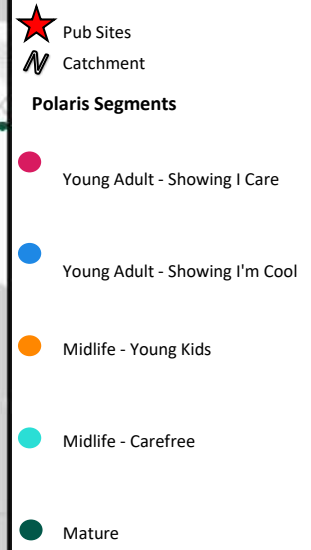 Pub Sites
Catchment
Polaris Segments
Young Adult - Showing I Care
Young Adult - Showing I'm Cool
Midlife - Young Kids
Midlife - Carefree
Mature